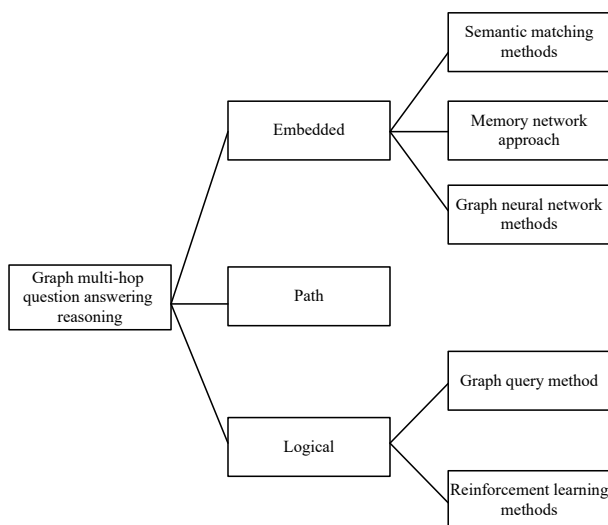 Semantic matching
methods
Embedded
Memory network
approach
Graph neural network
methods
Graph multi-hop
question answering
reasoning
Path
Graph query method
Logical
Reinforcement learning
methods